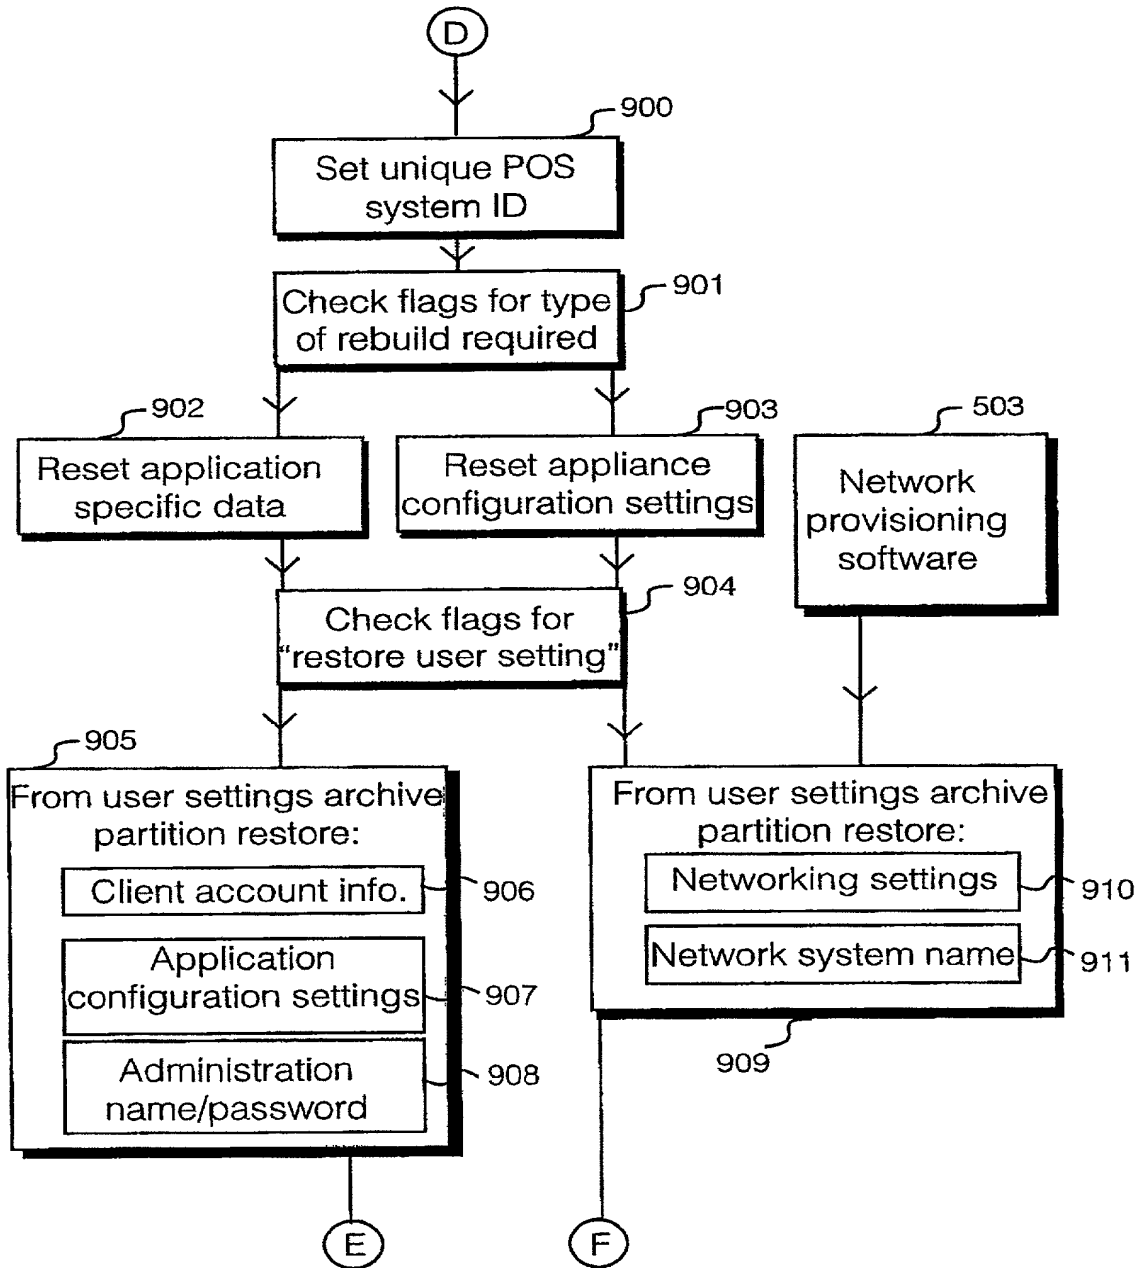 D
900
Set unique POS
system ID
901
Check flags for type
of rebuild required
902
903
503
Reset application
specific data
Reset appliance
configuration settings
Network
provisioning
software
904
Check flags for
“restore user setting”
905
From user settings archive
partition restore:
Client account info.
906
Application
configuration settings
907
Administration
name/password
908
From user settings archive
partition restore:
Networking settings
910
Network system name
911
909
E
F